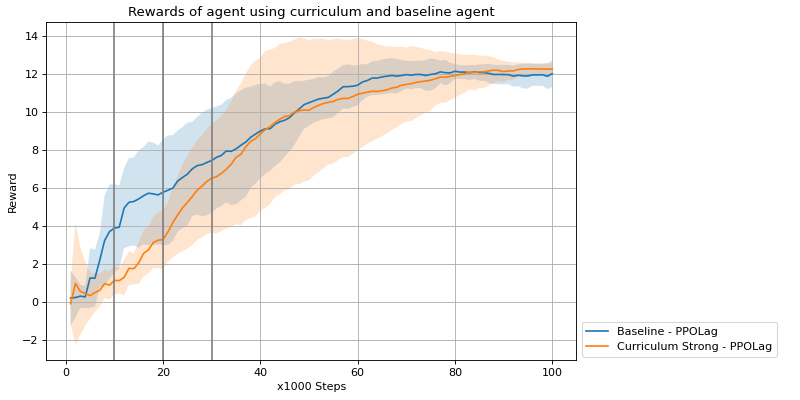 Rewards of agent using curriculum and baseline agent
14
12
10
8
6
4
2
0
−2
Reward
0 20 40 60 80 100
x1000 Steps
Baseline - PPOLag
Curriculum Strong - PPOLag